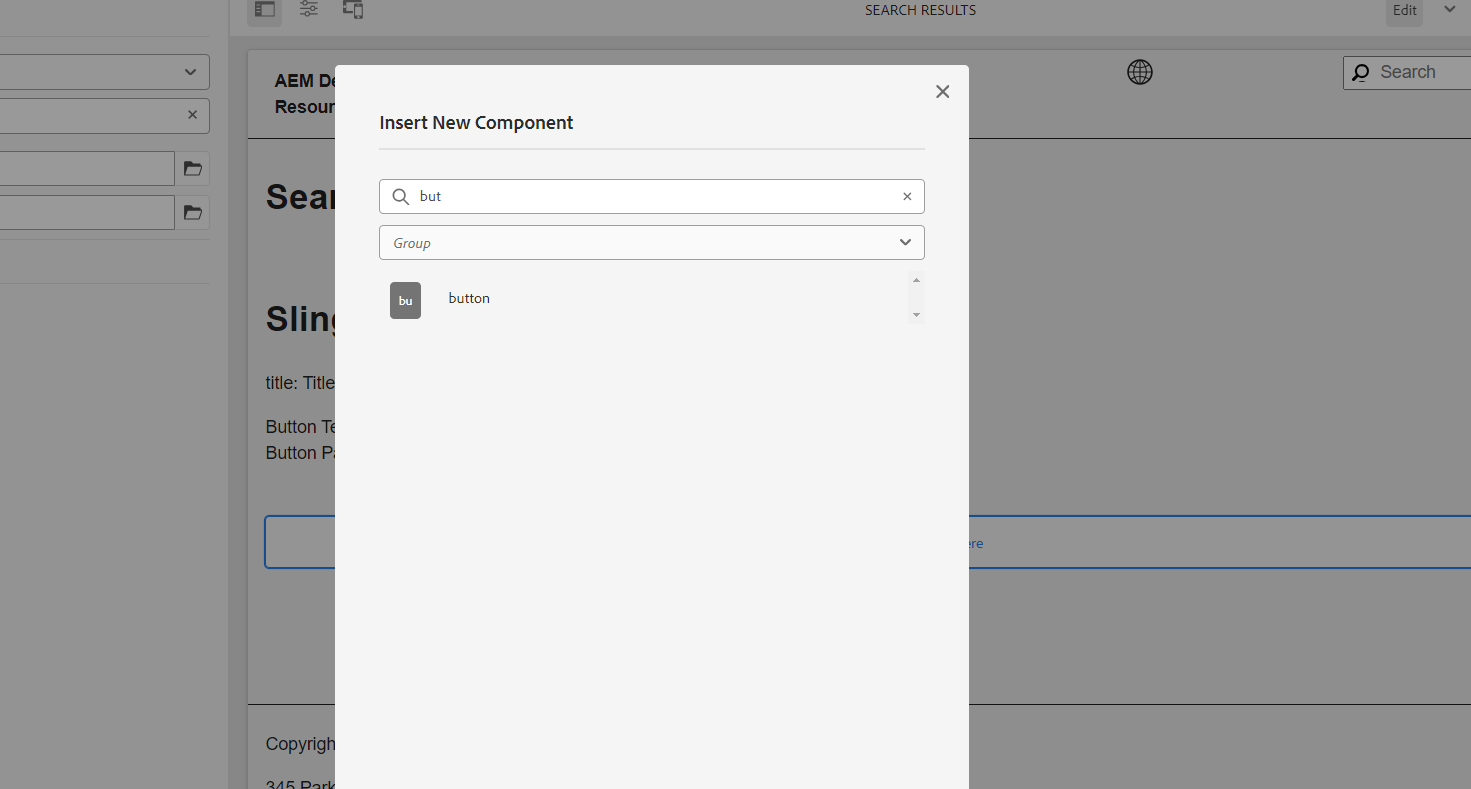 SEARCH RESULTS
Edit
AEM De
Resour
Search
Insert New Component
but
Group
bu
button
Sear
Sling
title: Title
Button Te
Button Pa
ere
Copyrigh
345 Park